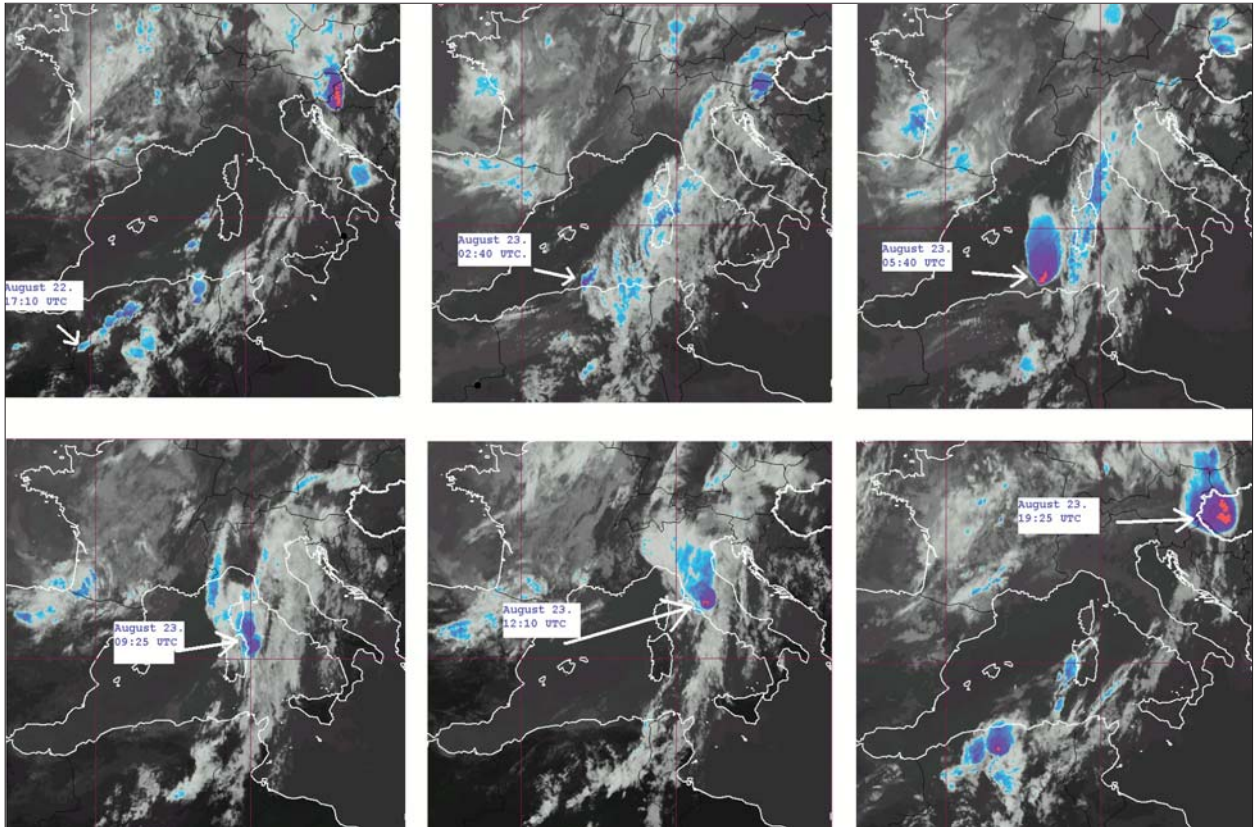 August 22.
17:10 UTC
August 23.
02:40 UTC.
August 23.
05:40 UTC
August 23.
09:25 UTC
August 23.
12:10 UTC
August 23.
19:25 UTC